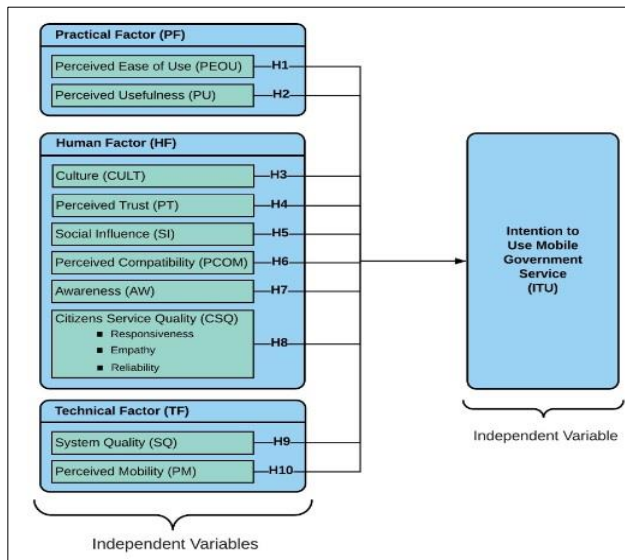 Practical Factor (PF)
Perceived Ease of Use (PEOU)
H1
Perceived Usefulness (PU)
H2
Human Factor (HF)
Culture (CULT)
H3
Perceived Trust (PT)
H4
Social Influence (SI)
H5
Perceived Compatibility (PCOM)
H6
Awareness (AW)
H7
Citizens Service Quality (CSQ)
■ Responsiveness
■ Empathy
■ Reliability
H8
Technical Factor (TF)
System Quality (SQ)
H9
Perceived Mobility (PM)
H10
Independent Variables
Intention to
Use Mobile
Government
Service
(ITU)
Independent Variable